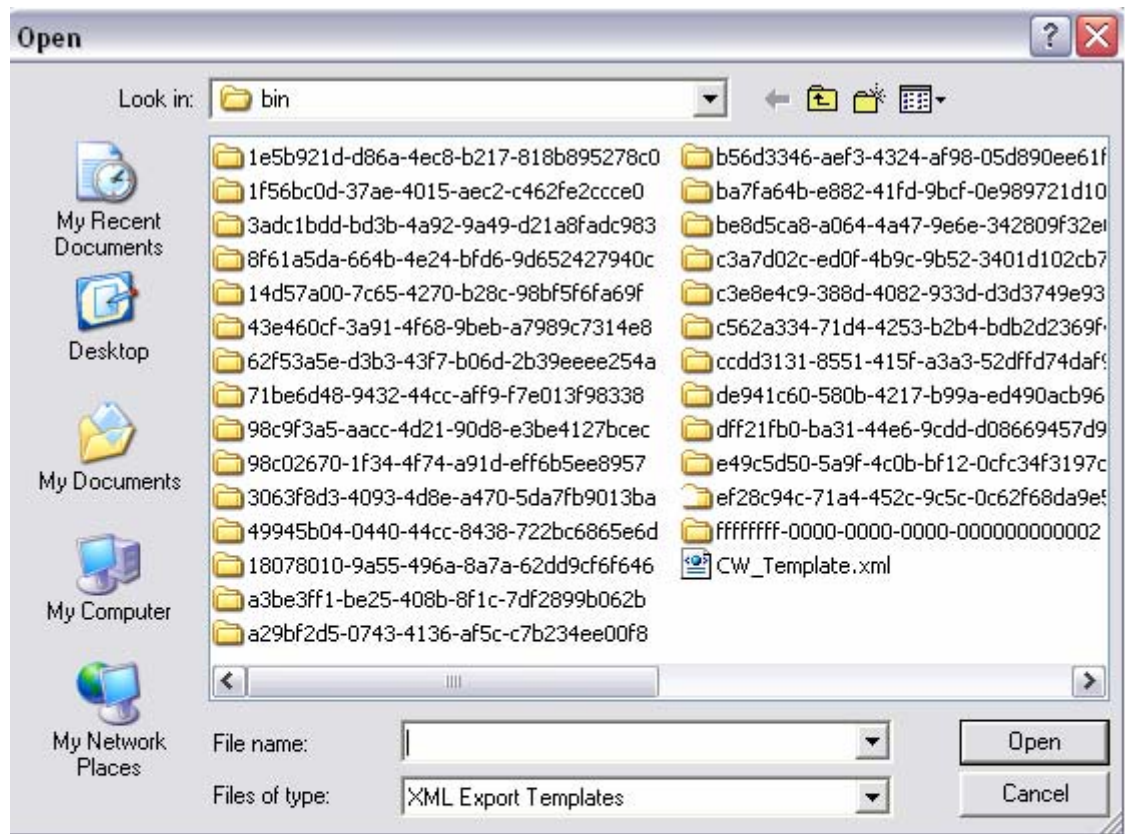 Open
Look in: bin
1e5b921d-d86a-4ec8-b217-818b895278c0
1f56bc0d-37ae-4015-aec2-c462fe2ccce0
3adc1bdd-bd3b-4a92-9a49-d21a8fadc983
8f61a5da-664b-4e24-bfd6-9d652427940c
14d57a00-7c65-4270-b28c-98bf5f6fa69f
43e460cf-3a91-4f68-9beb-a7989c7314e8
62f53a5e-d3b3-43f7-b06d-2b39eeee254a
71be6d48-9432-44cc-aff9-f7e013f98338
98c9f3a5-aacc-4d21-90d8-e3be4127bcec
98c02670-1f34-4f74-a91d-eff6b5ee8957
3063f8d3-4093-4d8e-a470-5da7fb9013ba
49945b04-0440-44cc-8438-722bc6865e6d
18078010-9a55-496a-8a7a-62dd9cf6f646
a3be3ff1-be25-408b-8f1c-7df2899b062b
a29bf2d5-0743-4136-af5c-c7b234ee00f8
b56d3346-aef3-4324-af98-05d890ee61f
ba7fa64b-e882-41fd-9bcf-0e989721d10
be8d5ca8-a064-4a47-9e6e-342809f32e
c3a7d02c-ed0f-4b9c-9b52-3401d102cb7
c3e8e4c9-388d-4082-933d-d3d3749e93
c562a334-71d4-4253-b2b4-bdb2d2369f
ccdd3131-8551-415f-a3a3-52dffd74daf
de941c60-580b-4217-b99a-ed490acb96
dff21fb0-ba31-44e6-9cdd-d08669457d9
e49c5d50-5a9f-4c0b-bf12-0cfc34f3197c
ef28c94c-71a4-452c-9c5c-0c62f68da9e
ffffffff-0000-0000-0000-000000000002
CW_Template.xml
My Recent
Documents
Desktop
My Documents
My Computer
My Network
Places
File name:
Open
Files of type: XML Export Templates
Cancel